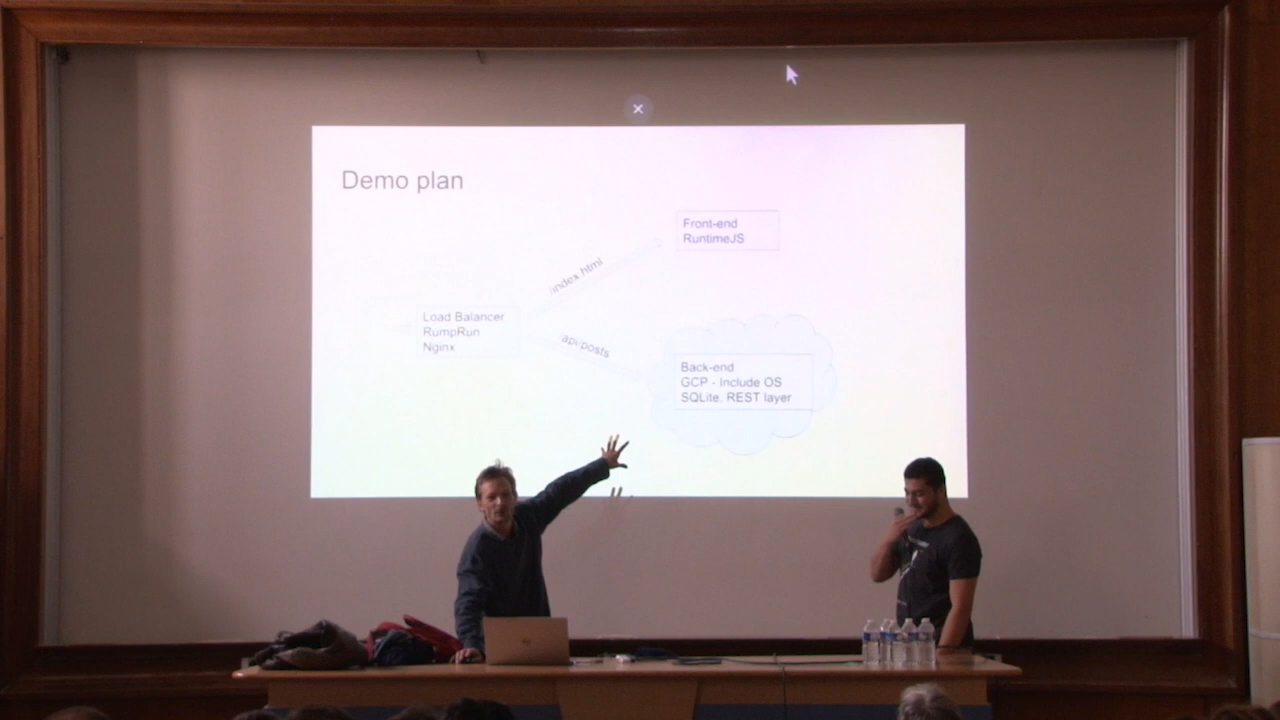 Demo plan
Front-end
RuntimeJS
/index.html
Load Balancer
RumpRun
Nginx
/api/posts
Back-end
GCP - Include OS
SQLite, REST layer